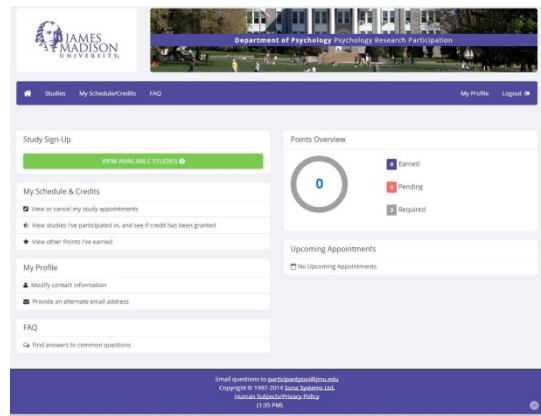 JAMES
MADISON
UNIVERSITY.
Department of Psychology Psychology Research Participation
Studies My Schedule/Credits FAQ My Profile Logout
Study Sign-Up
VIEW AVAILABLE STUDIES
My Schedule & Credits
View or cancel my study appointments
View studies I've participated in, and see if credit has been granted
View other Points I've earned
My Profile
Modify contact information
Provide an alternate email address
FAQ
Find answers to common questions
Points Overview
0
0 Earned
0 Pending
0 Required
Upcoming Appointments
No Upcoming Appointments
Email questions to participantpool@jmu.edu
Copyright © 1997-2014 Sona Systems Ltd.
Human Subjects/Privacy Policy
(1:35 PM)